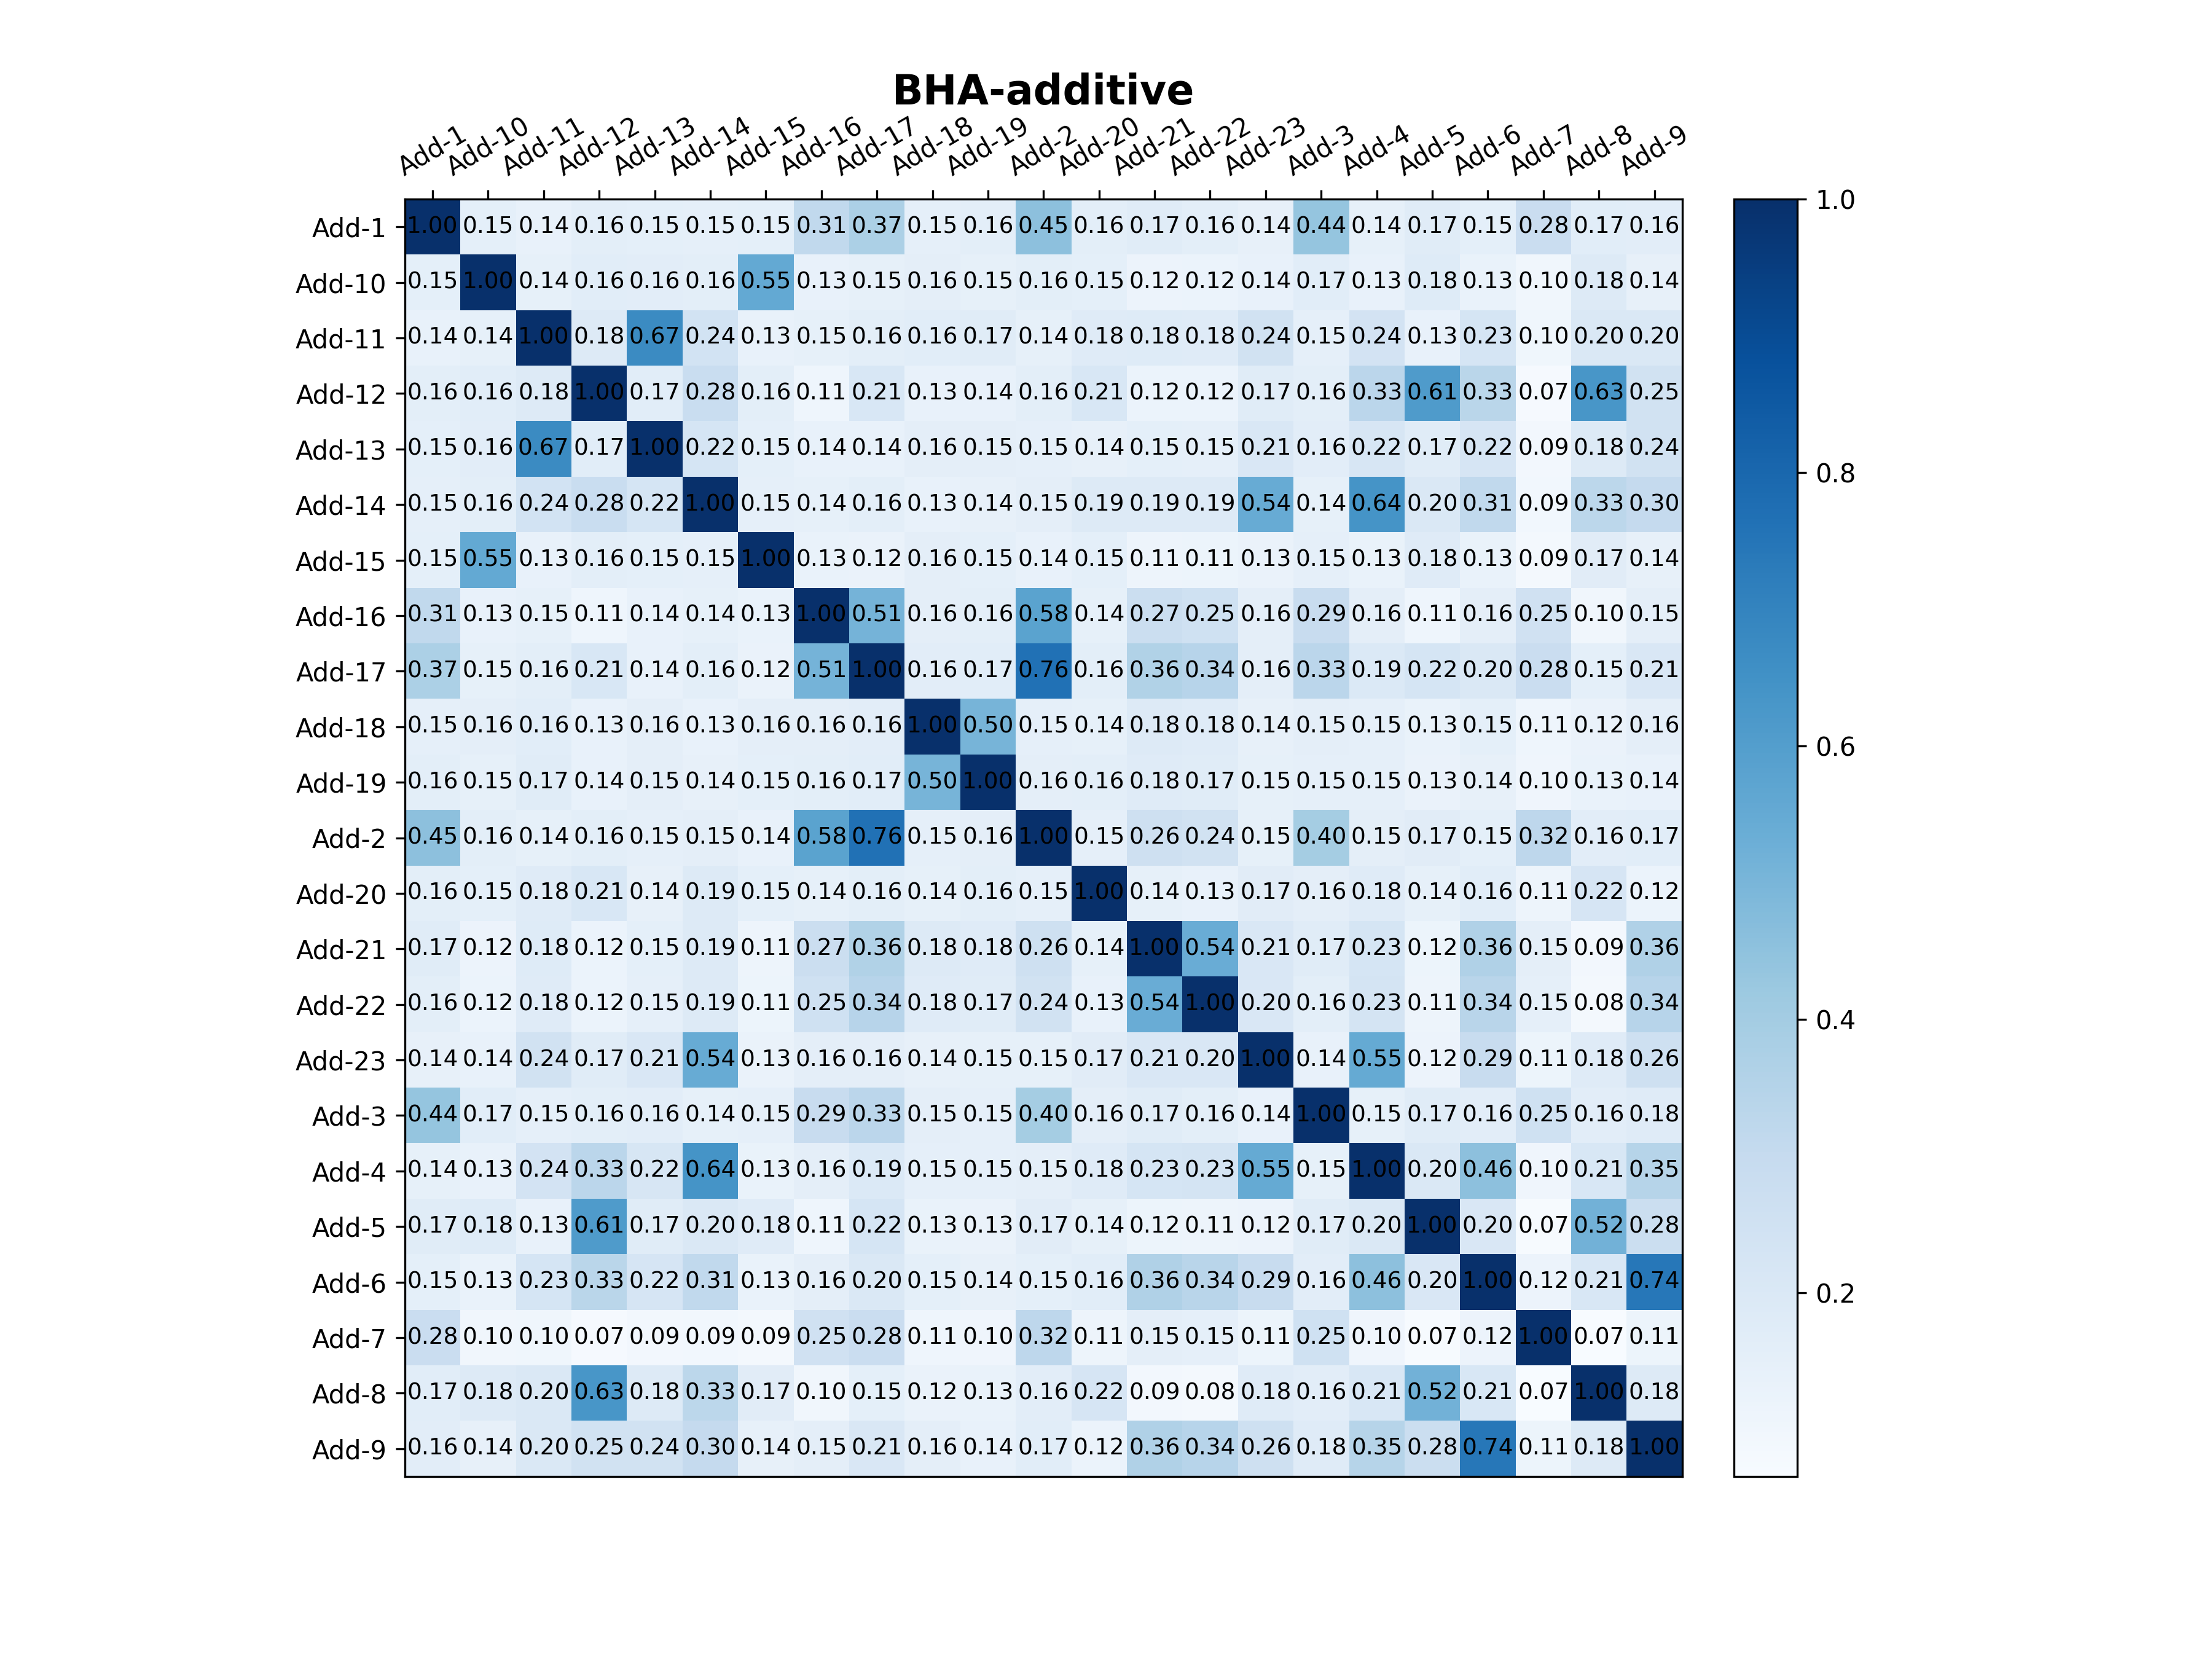 BHA-additive
Add-1 Add-10 Add-11 Add-12 Add-13 Add-14 Add-15 Add-16 Add-17 Add-18 Add-19 Add-2 Add-20 Add-21 Add-22 Add-23 Add-3 Add-4 Add-5 Add-6 Add-7 Add-8 Add-9
Add-1 1.00 0.15 0.14 0.16 0.15 0.15 0.15 0.31 0.37 0.15 0.16 0.45 0.16 0.17 0.16 0.14 0.44 0.14 0.17 0.15 0.28 0.17 0.16
Add-10 0.15 1.00 0.14 0.16 0.16 0.16 0.55 0.13 0.15 0.16 0.15 0.16 0.15 0.12 0.12 0.14 0.17 0.13 0.18 0.13 0.10 0.18 0.14
Add-11 0.14 0.14 1.00 0.18 0.67 0.24 0.13 0.15 0.16 0.16 0.17 0.14 0.18 0.18 0.18 0.24 0.15 0.24 0.13 0.23 0.10 0.20 0.20
Add-12 0.16 0.16 0.18 1.00 0.17 0.28 0.16 0.11 0.21 0.13 0.14 0.16 0.21 0.12 0.12 0.17 0.16 0.33 0.61 0.33 0.07 0.63 0.25
Add-13 0.15 0.16 0.67 0.17 1.00 0.22 0.15 0.14 0.14 0.16 0.15 0.15 0.14 0.15 0.15 0.21 0.16 0.22 0.17 0.22 0.09 0.18 0.24
Add-14 0.15 0.16 0.24 0.28 0.22 1.00 0.15 0.14 0.16 0.13 0.14 0.15 0.19 0.19 0.19 0.54 0.14 0.64 0.20 0.31 0.09 0.33 0.30
Add-15 0.15 0.55 0.13 0.16 0.15 0.15 1.00 0.13 0.12 0.16 0.15 0.14 0.15 0.11 0.11 0.13 0.15 0.13 0.18 0.13 0.09 0.17 0.14
Add-16 0.31 0.13 0.15 0.11 0.14 0.14 0.13 1.00 0.51 0.16 0.16 0.58 0.14 0.27 0.25 0.16 0.29 0.16 0.11 0.16 0.25 0.10 0.15
Add-17 0.37 0.15 0.16 0.21 0.14 0.16 0.12 0.51 1.00 0.16 0.17 0.76 0.16 0.36 0.34 0.16 0.33 0.19 0.22 0.20 0.28 0.15 0.21
Add-18 0.15 0.16 0.16 0.13 0.16 0.13 0.16 0.16 0.16 1.00 0.50 0.15 0.14 0.18 0.18 0.14 0.15 0.15 0.13 0.15 0.11 0.12 0.16
Add-19 0.16 0.15 0.17 0.14 0.15 0.14 0.15 0.16 0.17 0.50 1.00 0.16 0.16 0.18 0.17 0.15 0.15 0.15 0.13 0.14 0.10 0.13 0.14
Add-2 0.45 0.16 0.14 0.16 0.15 0.15 0.14 0.58 0.76 0.15 0.16 1.00 0.15 0.26 0.24 0.15 0.40 0.15 0.17 0.15 0.32 0.16 0.17
Add-20 0.16 0.15 0.18 0.21 0.14 0.19 0.15 0.14 0.16 0.14 0.16 0.15 1.00 0.14 0.13 0.17 0.16 0.18 0.14 0.16 0.11 0.22 0.12
Add-21 0.17 0.12 0.18 0.12 0.15 0.19 0.11 0.27 0.36 0.18 0.18 0.26 0.14 1.00 0.54 0.21 0.17 0.23 0.12 0.36 0.15 0.09 0.36
Add-22 0.16 0.12 0.18 0.12 0.15 0.19 0.11 0.25 0.34 0.18 0.17 0.24 0.13 0.54 1.00 0.20 0.16 0.23 0.11 0.34 0.15 0.08 0.34
Add-23 0.14 0.14 0.24 0.17 0.21 0.54 0.13 0.16 0.16 0.14 0.15 0.15 0.17 0.21 0.20 1.00 0.14 0.55 0.12 0.29 0.11 0.18 0.26
Add-3 0.44 0.17 0.15 0.16 0.16 0.14 0.15 0.29 0.33 0.15 0.15 0.40 0.16 0.17 0.16 0.14 1.00 0.15 0.17 0.16 0.25 0.16 0.18
Add-4 0.14 0.13 0.24 0.33 0.22 0.64 0.13 0.16 0.19 0.15 0.15 0.15 0.18 0.23 0.23 0.55 0.15 1.00 0.20 0.46 0.10 0.21 0.35
Add-5 0.17 0.18 0.13 0.61 0.17 0.20 0.18 0.11 0.22 0.13 0.13 0.17 0.14 0.12 0.11 0.12 0.17 0.20 1.00 0.20 0.07 0.52 0.28
Add-6 0.15 0.13 0.23 0.33 0.22 0.31 0.13 0.16 0.20 0.15 0.14 0.15 0.16 0.36 0.34 0.29 0.16 0.46 0.20 1.00 0.12 0.21 0.74
Add-7 0.28 0.10 0.10 0.07 0.09 0.09 0.09 0.25 0.28 0.11 0.10 0.32 0.11 0.15 0.15 0.11 0.25 0.10 0.07 0.12 1.00 0.07 0.11
Add-8 0.17 0.18 0.20 0.63 0.18 0.33 0.17 0.10 0.15 0.12 0.13 0.16 0.22 0.09 0.08 0.18 0.16 0.21 0.52 0.21 0.07 1.00 0.18
Add-9 0.16 0.14 0.20 0.25 0.24 0.30 0.14 0.15 0.21 0.16 0.14 0.17 0.12 0.36 0.34 0.26 0.18 0.35 0.28 0.74 0.11 0.18 1.00
1.0
0.8
0.6
0.4
0.2